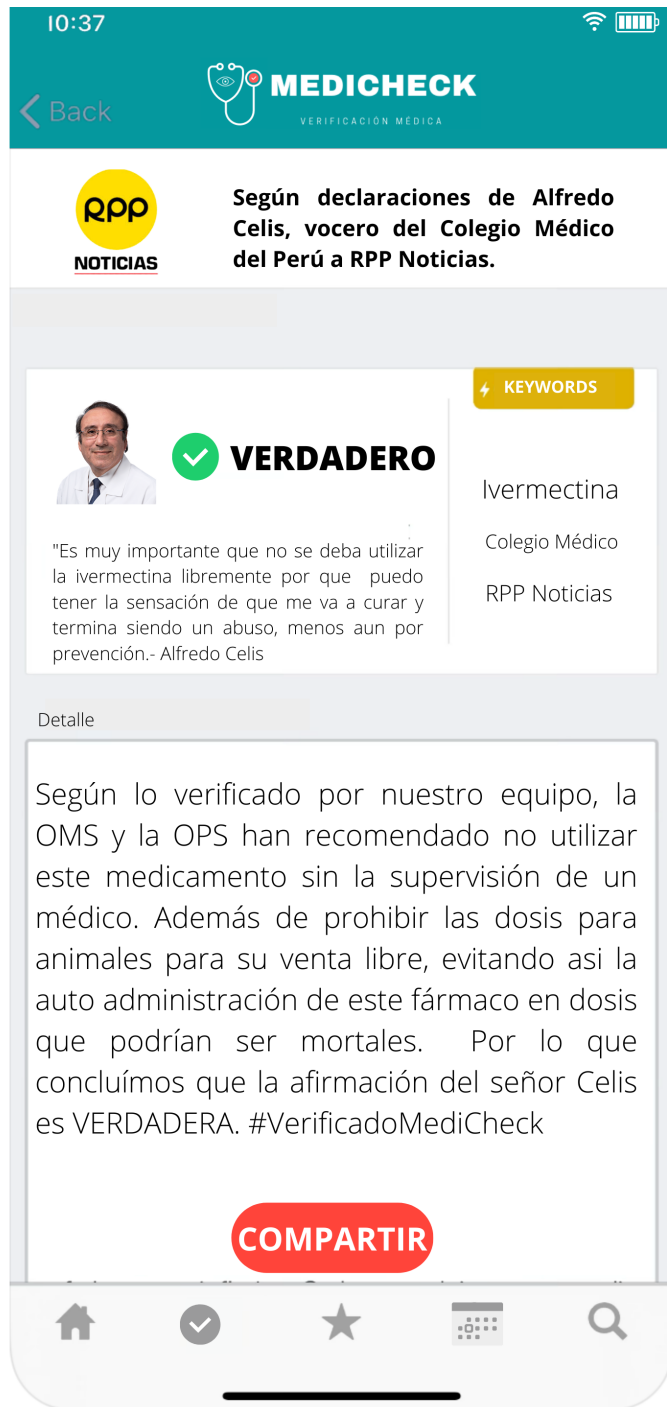 10:37
Back
MEDICHECK
VERIFICACIÓN MÉDICA
RPP
NOTICIAS
Según declaraciones de Alfredo
Celis, vocero del Colegio Médico
del Perú a RPP Noticias.
KEYWORDS
VERDADERO
Ivermectina
Colegio Médico
RPP Noticias
"Es muy importante que no se deba utilizar
la ivermectina libremente por que puedo
tener la sensación de que me va a curar y
termina siendo un abuso, menos aun por
prevención.- Alfredo Celis
Detalle
Según lo verificado por nuestro equipo, la
OMS y la OPS han recomendado no utilizar
este medicamento sin la supervisión de un
médico. Además de prohibir las dosis para
animales para su venta libre, evitando asi la
auto administración de este fármaco en dosis
que podrían ser mortales. Por lo que
concluímos que la afirmación del señor Celis
es VERDADERA. #VerificadoMediCheck
COMPARTIR